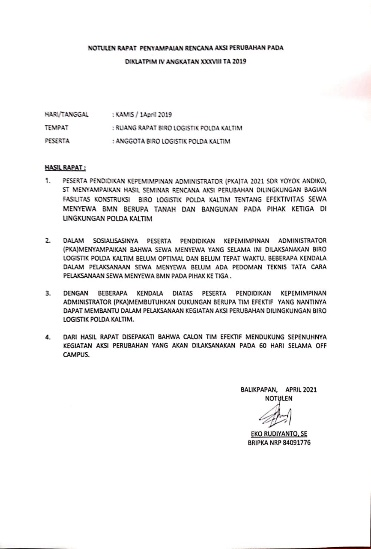 NOTULEN RAPAT PENYAMPAIAN RENCANA AKSI PERUBAHAN PADA
DIKLATPIM IV ANGKATAN XXXVIII TA 2019
HARI/TANGGAL : KAMIS / 1April 2019
TEMPAT : RUANG RAPAT BIRO LOGISTIK POLDA KALTIM
PESERTA : ANGGOTA BIRO LOGISTIK POLDA KALTIM
HASIL RAPAT :
1. PESERTA PENDIDIKAN KEPEMIMPINAN ADMINISTRATOR (PKA)TA 2021 SDR YOYOK ANDIKO,
ST MENYAMPAIKAN HASIL SEMINAR RENCANA AKSI PERUBAHAN DILINGKUNGAN BAGIAN
FASILITAS KONSTRUKSI BIRO LOGISTIK POLDA KALTIM TENTANG EFEKTIVITAS SEWA
MENYEWA BMN BERUPA TANAH DAN BANGUNAN PADA PIHAK KETIGA DI
LINGKUNGAN POLDA KALTIM
2. DALAM SOSIALISASINYA PESERTA PENDIDIKAN KEPEMIMPINAN ADMINISTRATOR
(PKA)MENYAMPAIKAN BAHWA SEWA MENYEWA YANG SELAMA INI DILAKSANAKAN BIRO
LOGISTIK POLDA KALTIM BELUM OPTIMAL DAN BELUM TEPAT WAKTU. BEBERAPA KENDALA
DALAM PELAKSANAAN SEWA MENYEWA BELUM ADA PEDOMAN TEKNIS TATA CARA
PELAKSANAAN SEWA MENYEWA BMN PADA PIHAK KE TIGA .
3. DENGAN BEBERAPA KENDALA DIATAS PESERTA PENDIDIKAN KEPEMIMPINAN
ADMINISTRATOR (PKA)MEMBUTUHKAN DUKUNGAN BERUPA TIM EFEKTIF YANG NANTINYA
DAPAT MEMBANTU DALAM PELAKSANAAN KEGIATAN AKSI PERUBAHAN DILINGKUNGAN BIRO
LOGISTIK POLDA KALTIM.
4. DARI HASIL RAPAT DISEPAKATI BAHWA CALON TIM EFEKTIF MENDUKUNG SEPENUHNYA
KEGIATAN AKSI PERUBAHAN YANG AKAN DILAKSANAKAN PADA 60 HARI SELAMA OFF
CAMPUS.
BALIKPAPAN, APRIL 2021
NOTULEN
EKO RUDIYANTO, SE
BRIPKA NRP 84091776